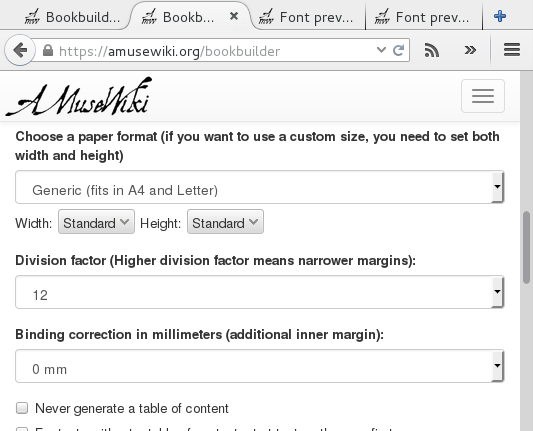 Bookbuild...
Bookb...
Font prev...
Font prev...
https://amusewiki.org/bookbuilder
AMuseWiki
Choose a paper format (if you want to use a custom size, you need to set both
width and height)
Generic (fits in A4 and Letter)
Width: Standard Height: Standard
Division factor (Higher division factor means narrower margins):
12
Binding correction in millimeters (additional inner margin):
0 mm
Never generate a table of content